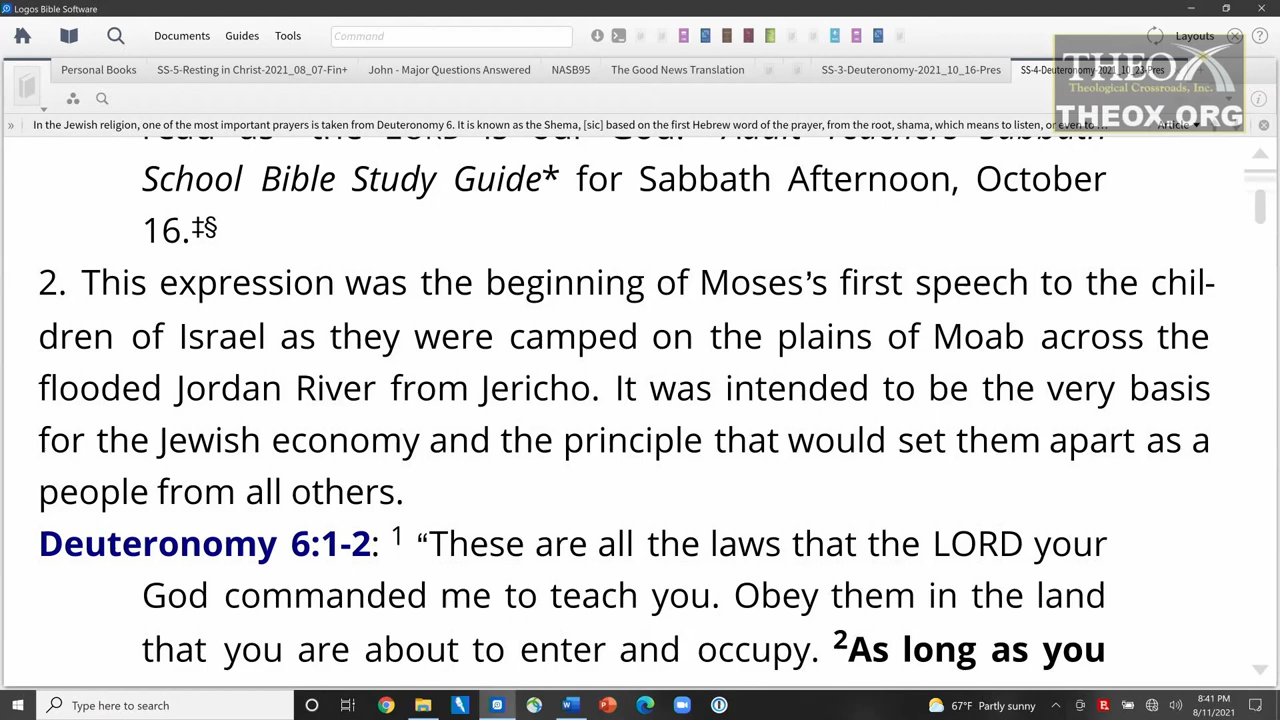 Logos Bible Software
Documents Guides Tools Command Layouts
Personal Books SS-5-Resting in Christ-2021_08_07-Fin+ Answered NASB95 The Good News Translation SS-3-Deuteronomy-2021_10_16-Pres SS-4-Deuteronomy-2021_10_23-Pres
THEOX
Theological Crossroads, Inc.
THEOX.ORG
» In the Jewish religion, one of the most important prayers is taken from Deuteronomy 6. It is known as the Shema, [sic] based on the first Hebrew word of the prayer, from the root, shama, which means to listen, or even to ... Article
School Bible Study Guide* for Sabbath Afternoon, October
16.‡§
2. This expression was the beginning of Moses’s first speech to the chil-
dren of Israel as they were camped on the plains of Moab across the
flooded Jordan River from Jericho. It was intended to be the very basis
for the Jewish economy and the principle that would set them apart as a
people from all others.
Deuteronomy 6:1-2: 1 “These are all the laws that the LORD your
God commanded me to teach you. Obey them in the land
that you are about to enter and occupy. 2As long as you
Type here to search
67°F Partly sunny
8:41 PM
8/11/2021